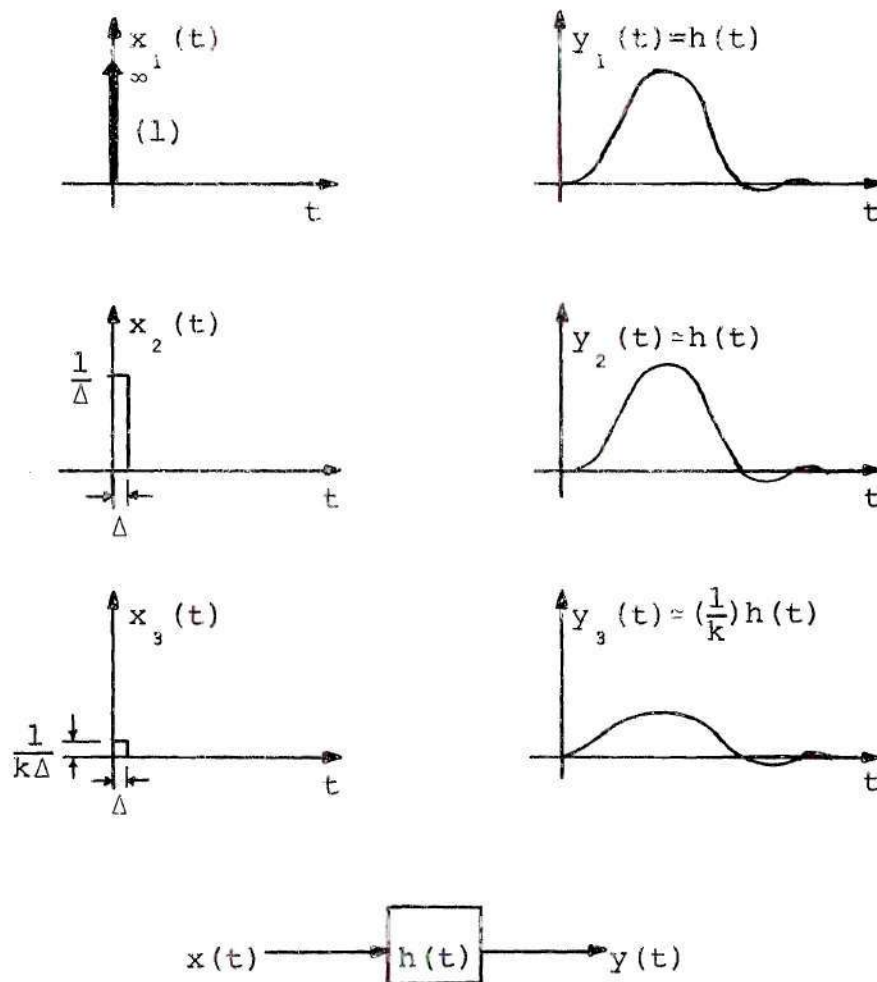 x₁(t)
∞
(1)
t
y₁(t)=h(t)
t
x₂(t)
1/Δ
Δ
t
y₂(t)≃h(t)
t
x₃(t)
1/kΔ
Δ
t
y₃(t)≃(1/k)h(t)
t
x(t) h(t) y(t)